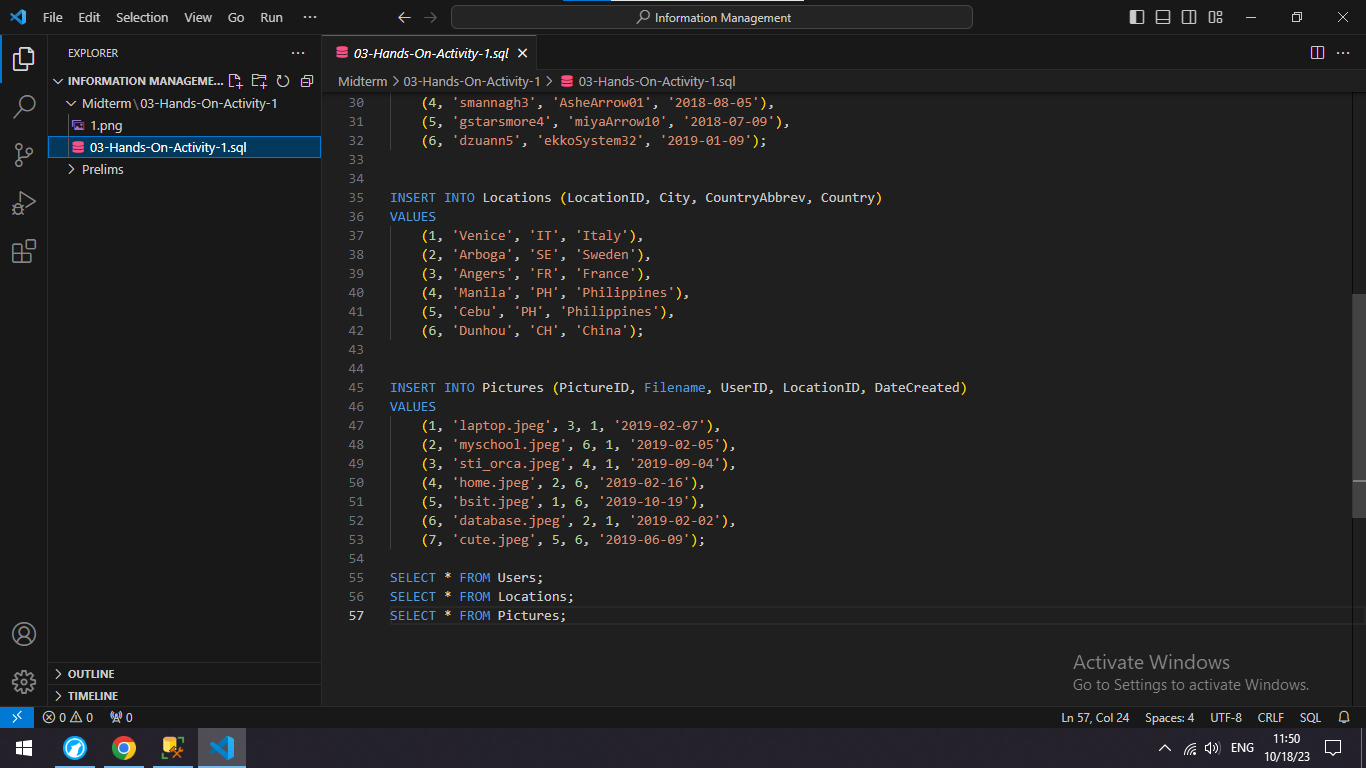 File Edit Selection View Go Run ··· Information Management
EXPLORER ···
INFORMATION MANAGEME...
Midterm\03-Hands-On-Activity-1
1.png
03-Hands-On-Activity-1.sql
Prelims
OUTLINE
TIMELINE
03-Hands-On-Activity-1.sql
Midterm > 03-Hands-On-Activity-1 > 03-Hands-On-Activity-1.sql
30 (4, 'smannagh3', 'AsheArrow01', '2018-08-05'),
31 (5, 'gstarsmore4', 'miyaArrow10', '2018-07-09'),
32 (6, 'dzuann5', 'ekkoSystem32', '2019-01-09');
33
34
35 INSERT INTO Locations (LocationID, City, CountryAbbrev, Country)
36 VALUES
37 (1, 'Venice', 'IT', 'Italy'),
38 (2, 'Arboga', 'SE', 'Sweden'),
39 (3, 'Angers', 'FR', 'France'),
40 (4, 'Manila', 'PH', 'Philippines'),
41 (5, 'Cebu', 'PH', 'Philippines'),
42 (6, 'Dunhou', 'CH', 'China');
43
44
45 INSERT INTO Pictures (PictureID, Filename, UserID, LocationID, DateCreated)
46 VALUES
47 (1, 'laptop.jpeg', 3, 1, '2019-02-07'),
48 (2, 'myschool.jpeg', 6, 1, '2019-02-05'),
49 (3, 'sti_orca.jpeg', 4, 1, '2019-09-04'),
50 (4, 'home.jpeg', 2, 6, '2019-02-16'),
51 (5, 'bsit.jpeg', 1, 6, '2019-10-19'),
52 (6, 'database.jpeg', 2, 1, '2019-02-02'),
53 (7, 'cute.jpeg', 5, 6, '2019-06-09');
54
55 SELECT * FROM Users;
56 SELECT * FROM Locations;
57 SELECT * FROM Pictures;
Activate Windows
Go to Settings to activate Windows.
0 0 0 Ln 57, Col 24 Spaces: 4 UTF-8 CRLF SQL
ENG 11:50
10/18/23